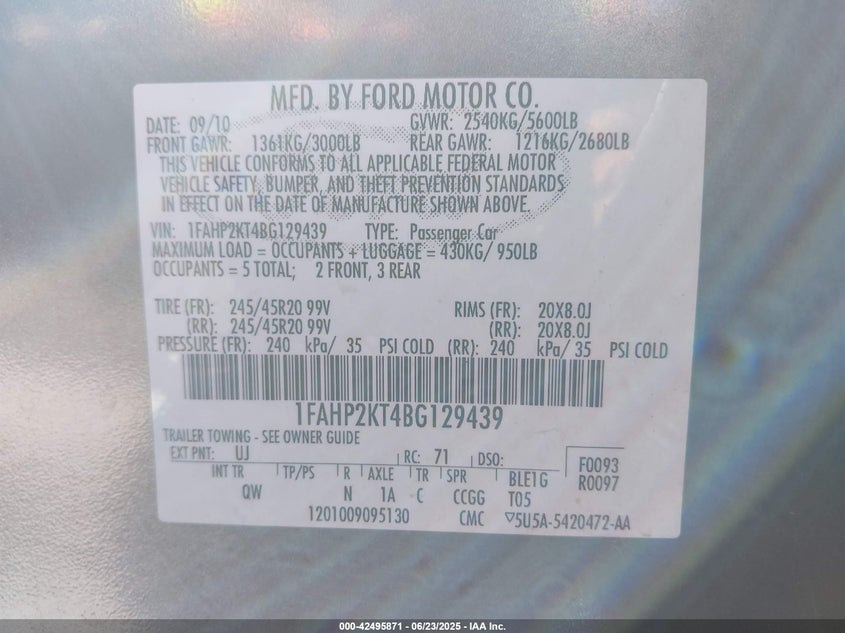 MFD. BY FORD MOTOR CO.
DATE: 09/10 GVWR: 2540KG/5600LB
FRONT GAWR: 1361KG/3000LB REAR GAWR: 1216KG/2680LB
THIS VEHICLE CONFORMS TO ALL APPLICABLE FEDERAL MOTOR
VEHICLE SAFETY, BUMPER, AND THEFT PREVENTION STANDARDS
IN EFFECT ON THE DATE OF MANUFACTURE SHOWN ABOVE.
VIN: 1FAHP2KT4BG129439 TYPE: Passenger Car
MAXIMUM LOAD = OCCUPANTS + LUGGAGE = 430KG/ 950LB
OCCUPANTS = 5 TOTAL; 2 FRONT, 3 REAR
TIRE (FR): 245/45R20 99V RIMS (FR): 20X8.0J
(RR): 245/45R20 99V (RR): 20X8.0J
PRESSURE (FR): 240 kPa/ 35 PSI COLD (RR): 240 kPa/ 35 PSI COLD
1FAHP2KT4BG129439
TRAILER TOWING - SEE OWNER GUIDE
EXT PNT: UJ RC: 71 DSO: F0093
INT TR TP/PS R AXLE TR SPR BLE1G R0097
QW N 1A C CCGG T05
1201009095130 CMC ▽5U5A-5420472-AA
000-42495871 - 06/23/2025 - IAA Inc.